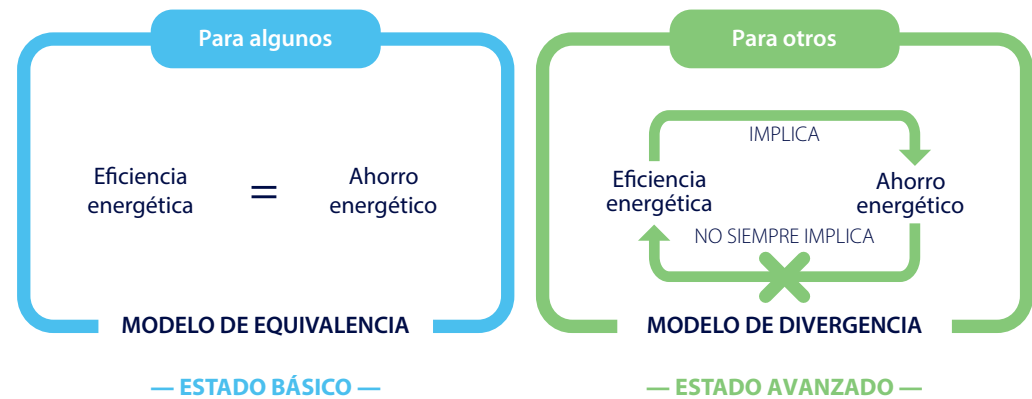 Para algunos
Eficiencia
energética
=
Ahorro
energético
MODELO DE EQUIVALENCIA
— ESTADO BÁSICO —
Para otros
IMPLICA
Eficiencia
energética
Ahorro
energético
NO SIEMPRE IMPLICA
MODELO DE DIVERGENCIA
— ESTADO AVANZADO —